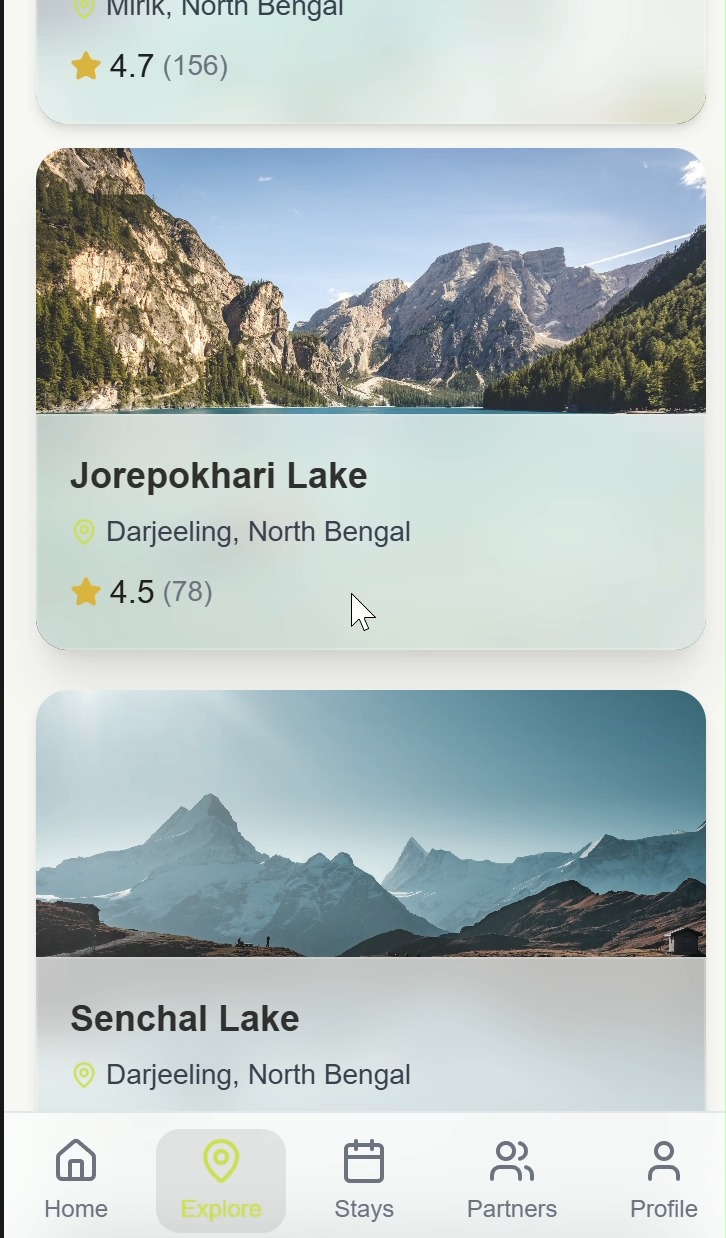 Mirik, North Bengal
4.7 (156)
Jorepokhari Lake
Darjeeling, North Bengal
4.5 (78)
Senchal Lake
Darjeeling, North Bengal
Home Explore Stays Partners Profile